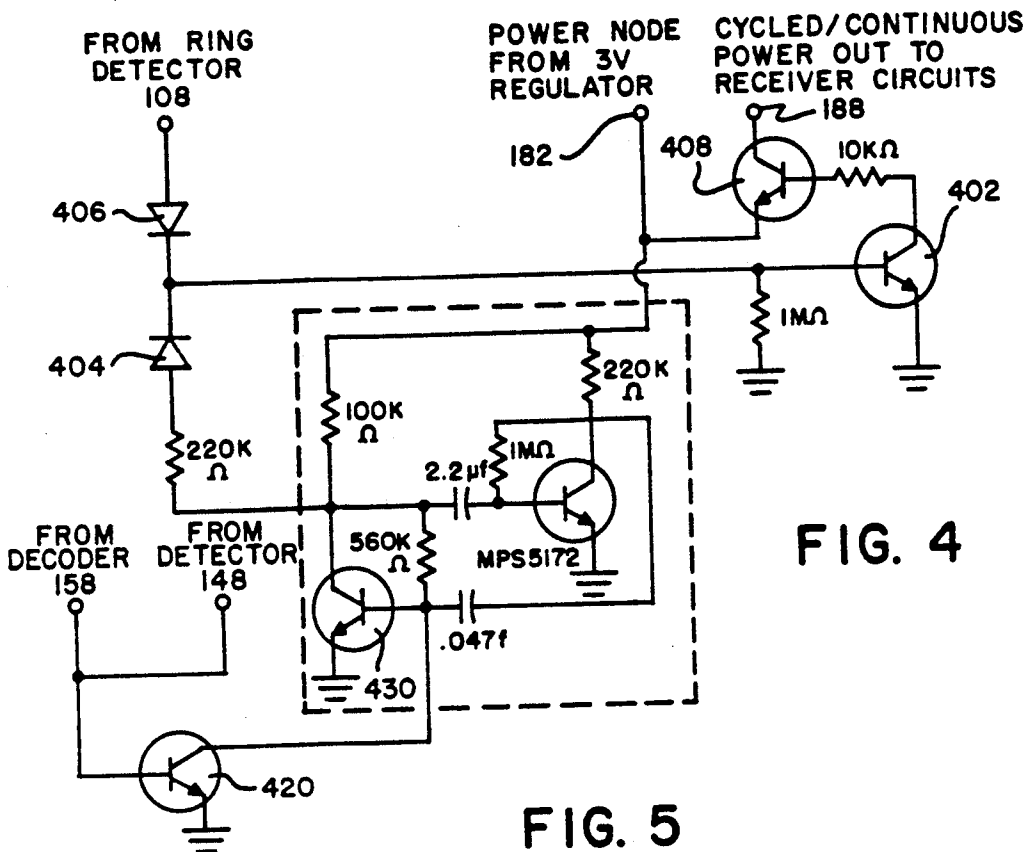 FROM RING
DETECTOR
108
POWER NODE
FROM 3V
REGULATOR
CYCLED/CONTINUOUS
POWER OUT TO
RECEIVER CIRCUITS
188
182
408
10KΩ
402
406
1MΩ
404
220K
Ω
100K
Ω
220K
Ω
1MΩ
2.2µf
560K
Ω
MPS5172
FIG. 4
FROM
DECODER
158
FROM
DETECTOR
148
.047f
430
420
FIG. 5